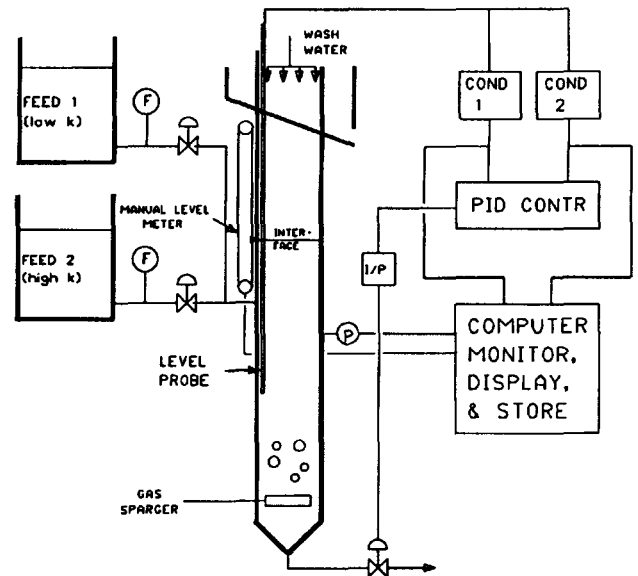 WASH
WATER
FEED 1
(low k)
F
COND
1
COND
2
PID CONTR
MANUAL LEVEL
METER
INTER-
FACE
FEED 2
(high k)
F
I/P
P
COMPUTER
MONITOR,
DISPLAY,
& STORE
LEVEL
PROBE
GAS
SPARGER